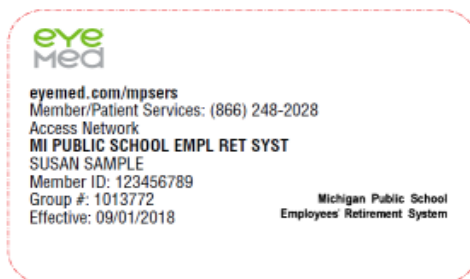 eye
med
eyemed.com/mpsers
Member/Patient Services: (866) 248-2028
Access Network
MI PUBLIC SCHOOL EMPL RET SYST
SUSAN SAMPLE
Member ID: 123456789
Group #: 1013772
Effective: 09/01/2018
Michigan Public School
Employees' Retirement System